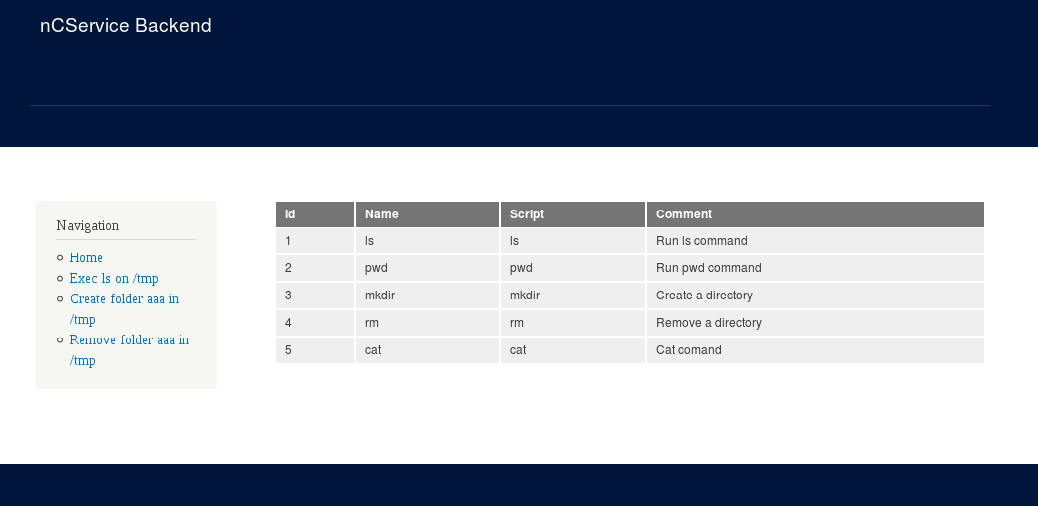 nCService Backend
Navigation
Home
Exec ls on /tmp
Create folder aaa in
/tmp
Remove folder aaa in
/tmp
Id Name Script Comment
1 ls ls Run ls command
2 pwd pwd Run pwd command
3 mkdir mkdir Create a directory
4 rm rm Remove a directory
5 cat cat Cat comand